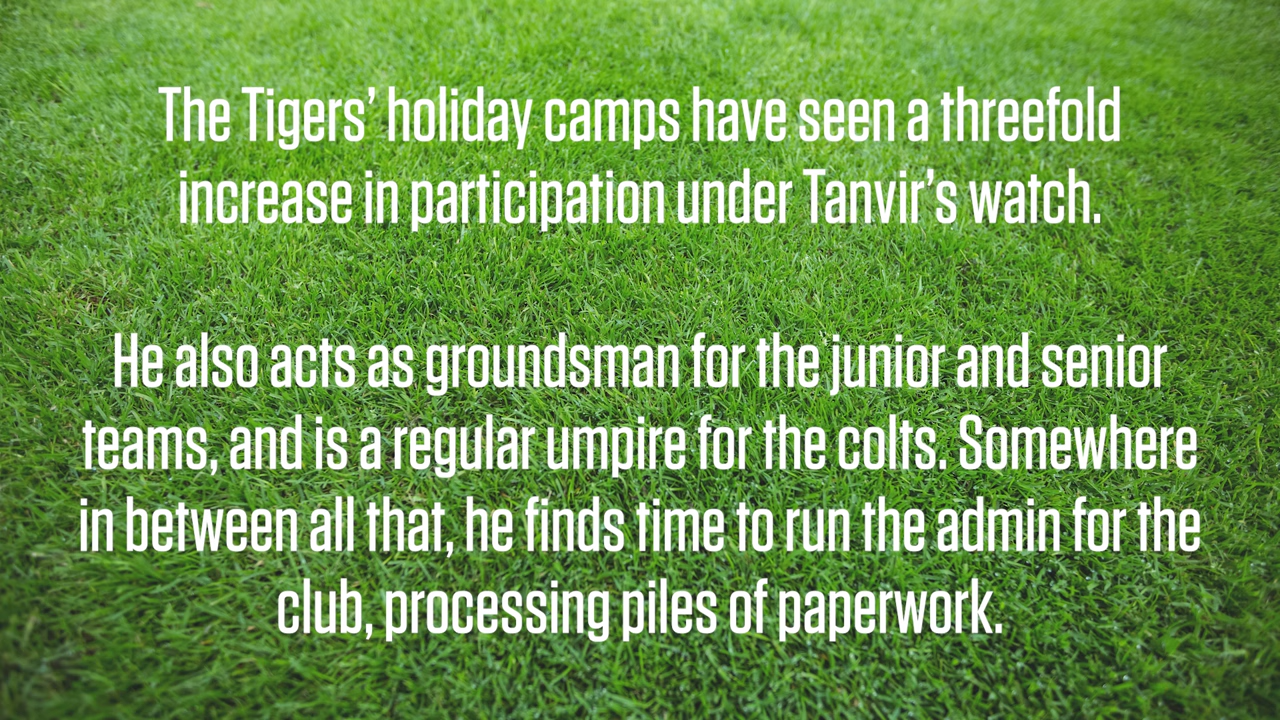 The Tigers’ holiday camps have seen a threefold
increase in participation under Tanvir’s watch.
He also acts as groundsman for the junior and senior
teams, and is a regular umpire for the colts. Somewhere
in between all that, he finds time to run the admin for the
club, processing piles of paperwork.